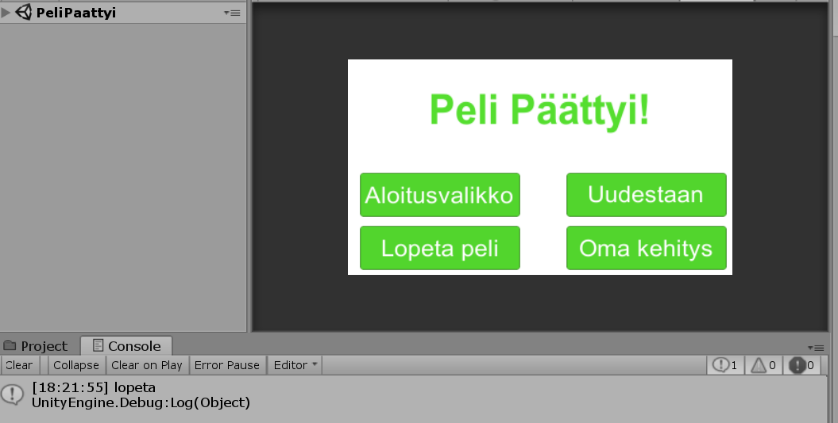 PeliPaattyi
Peli Päättyi!
Aloitusvalikko
Uudestaan
Lopeta peli
Oma kehitys
Project
Console
Clear
Collapse
Clear on Play
Error Pause
Editor
1
0
0
[18:21:55] lopeta
UnityEngine.Debug:Log(Object)